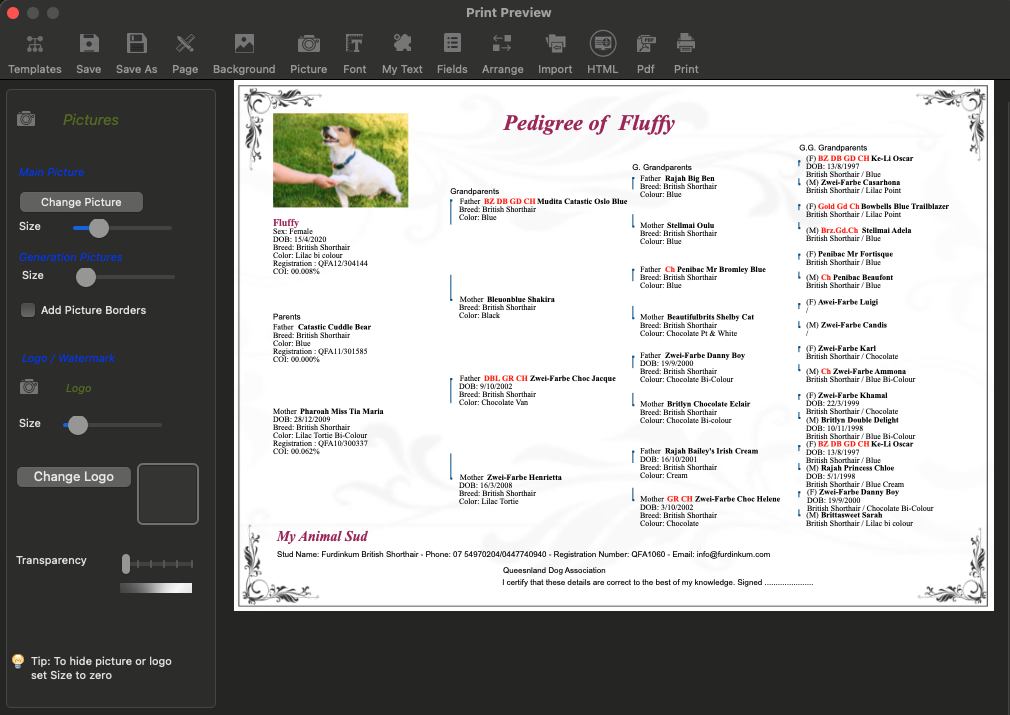 Print Preview
Templates Save Save As Page Background Picture Font My Text Fields Arrange Import HTML Pdf Print
Pictures
Main Picture
Change Picture
Size
Generation Pictures
Size
Add Picture Borders
Logo / Watermark
Logo
Size
Change Logo
Transparency
Tip: To hide picture or logo
set Size to zero
Pedigree of Fluffy
Fluffy
Sex: Female
DOB: 15/4/2020
Breed: British Shorthair
Color: Lilac bi colour
Registration : QFA12/304144
COI: 00.008%
Parents
Father Catastic Cuddle Bear
Breed: British Shorthair
Color: Blue
Registration : QFA11/301585
COI: 00.000%
Mother Pharoah Miss Tia Maria
DOB: 28/12/2009
Breed: British Shorthair
Color: Lilac Tortie Bi-Colour
Registration : QFA10/300337
COI: 00.062%
Grandparents
Father BZ DB GD CH Mudita Catastic Oslo Blue
Breed: British Shorthair
Color: Blue
Mother Bleuonblue Shakira
Breed: British Shorthair
Color: Black
Father DBL GR CH Zwei-Farbe Choc Jacque
DOB: 9/10/2002
Breed: British Shorthair
Color: Chocolate Van
Mother Zwei-Farbe Henrietta
DOB: 16/3/2008
Breed: British Shorthair
Color: Lilac Tortie
G. Grandparents
Father Rajah Big Ben
Breed: British Shorthair
Colour: Blue
Mother Stellmai Oulu
Breed: British Shorthair
Colour: Blue
Father Ch Penibac Mr Bromley Blue
Breed: British Shorthair
Colour: Blue
Mother Beautifulbrits Shelby Cat
Breed: British Shorthair
Colour: Chocolate Pt & White
Father Zwei-Farbe Danny Boy
DOB: 19/9/2000
Breed: British Shorthair
Colour: Chocolate Bi-Colour
Mother Britlyn Chocolate Eclair
Breed: British Shorthair
Colour: Chocolate Bi-colour
Father Rajah Bailey's Irish Cream
DOB: 16/10/2001
Breed: British Shorthair
Colour: Cream
Mother GR CH Zwei-Farbe Choc Helene
DOB: 3/10/2002
Breed: British Shorthair
Colour: Chocolate
G.G. Grandparents
(F) BZ DB GD CH Ke-Li Oscar
DOB: 13/8/1997
British Shorthair / Blue
(M) Zwei-Farbe Casarhona
British Shorthair / Lilac Point
(F) Gold Gd Ch Bowbells Blue Trailblazer
British Shorthair / Lilac Point
(M) Brz.Gd.Ch Stellmai Adela
British Shorthair / Blue
(F) Penibac Mr Fortisque
British Shorthair / Blue
(M) Ch Penibac Beaufont
British Shorthair / Blue
(F) Awei-Farbe Luigi
/
(M) Zwei-Farbe Candis
/
(F) Zwei-Farbe Karl
British Shorthair / Chocolate
(M) Ch Zwei-Farbe Ammona
British Shorthair / Blue Bi-Colour
(F) Zwei-Farbe Khamal
DOB: 22/3/1999
British Shorthair / Chocolate
(M) Britlyn Double Delight
DOB: 10/11/1998
British Shorthair / Blue Bi-Colour
(F) BZ DB GD CH Ke-Li Oscar
DOB: 13/8/1997
British Shorthair / Blue
(M) Rajah Princess Chloe
DOB: 5/1/1998
British Shorthair / Blue Cream
(F) Zwei-Farbe Danny Boy
DOB: 19/9/2000
British Shorthair / Chocolate Bi-Colour
(M) Brittasweet Sarah
British Shorthair / Lilac bi colour
My Animal Sud
Stud Name: Furdinkum British Shorthair - Phone: 07 54970204/0447740940 - Registration Number: QFA1060 - Email: info@furdinkum.com
Queesnland Dog Association
I certify that these details are correct to the best of my knowledge. Signed ......................